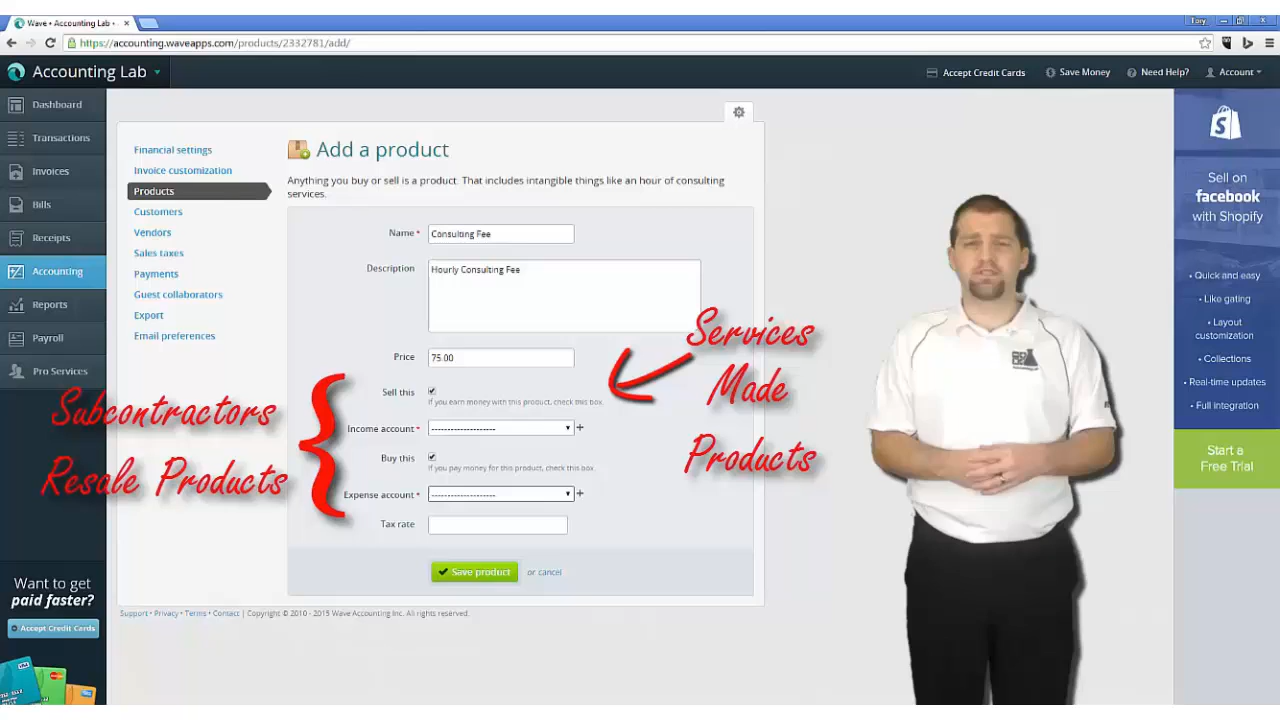 Wave • Accounting Lab •
Tory
https://accounting.waveapps.com/products/2332781/add/
Accounting Lab
Accept Credit Cards
Save Money
Need Help?
Account
Dashboard
Transactions
Invoices
Bills
Receipts
Accounting
Reports
Payroll
Pro Services
Want to get
paid faster?
Accept Credit Cards
VISA
Financial settings
Invoice customization
Products
Customers
Vendors
Sales taxes
Payments
Guest collaborators
Export
Email preferences
Add a product
Anything you buy or sell is a product. That includes intangible things like an hour of consulting
services.
Name * Consulting Fee
Description Hourly Consulting Fee
Price 75.00
Sell this
If you earn money with this product, check this box.
Income account * --------------------
Buy this
If you pay money for this product, check this box.
Expense account * --------------------
Tax rate
Save product or cancel
Support • Privacy • Terms • Contact | Copyright © 2010 - 2015 Wave Accounting Inc. All rights reserved.
Subcontractors
Resale Products
Services
Made
Products
S
Sell on
facebook
with Shopify
• Quick and easy
• Like gating
• Layout
customization
• Collections
• Real-time updates
• Full integration
Start a
Free Trial